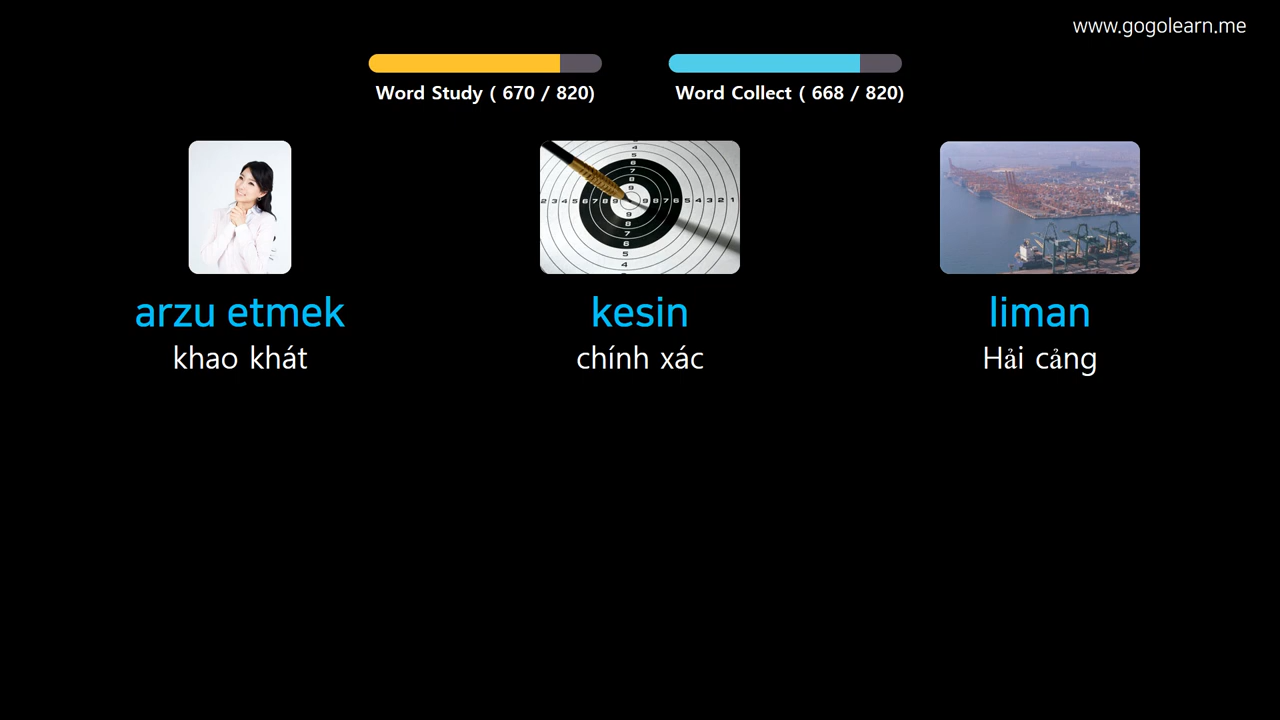 www.gogolearn.me
Word Study ( 670 / 820)
Word Collect ( 668 / 820)
arzu etmek
kesin
liman
khao khát
chính xác
Hải cảng